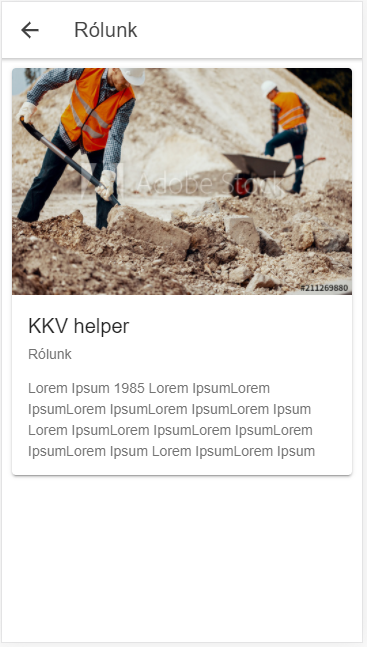 Rólunk
Adobe Stock
#211269880
KKV helper
Rólunk
Lorem Ipsum 1985 Lorem IpsumLorem
IpsumLorem IpsumLorem IpsumLorem Ipsum
Lorem IpsumLorem IpsumLorem IpsumLorem
IpsumLorem Ipsum Lorem IpsumLorem Ipsum